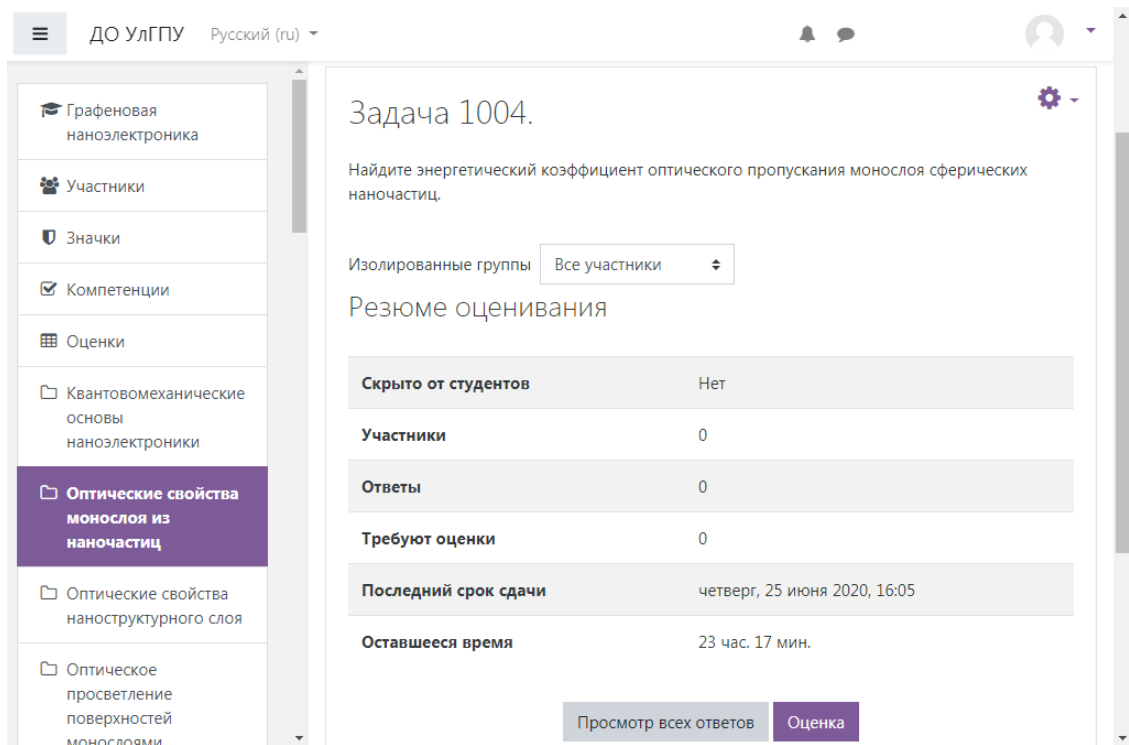 ДО УлГПУ
Русский (ru)
Графеновая
наноэлектроника
Участники
Значки
Компетенции
Оценки
Квантовомеханические
основы
наноэлектроники
Оптические свойства
монослоя из
наночастиц
Оптические свойства
наноструктурного слоя
Оптическое
просветление
поверхностей
монослоями
Задача 1004.
Найдите энергетический коэффициент оптического пропускания монослоя сферических
наночастиц.
Изолированные группы Все участники
Резюме оценивания
Скрыто от студентов Нет
Участники 0
Ответы 0
Требуют оценки 0
Последний срок сдачи четверг, 25 июня 2020, 16:05
Оставшееся время 23 час. 17 мин.
Просмотр всех ответов Оценка